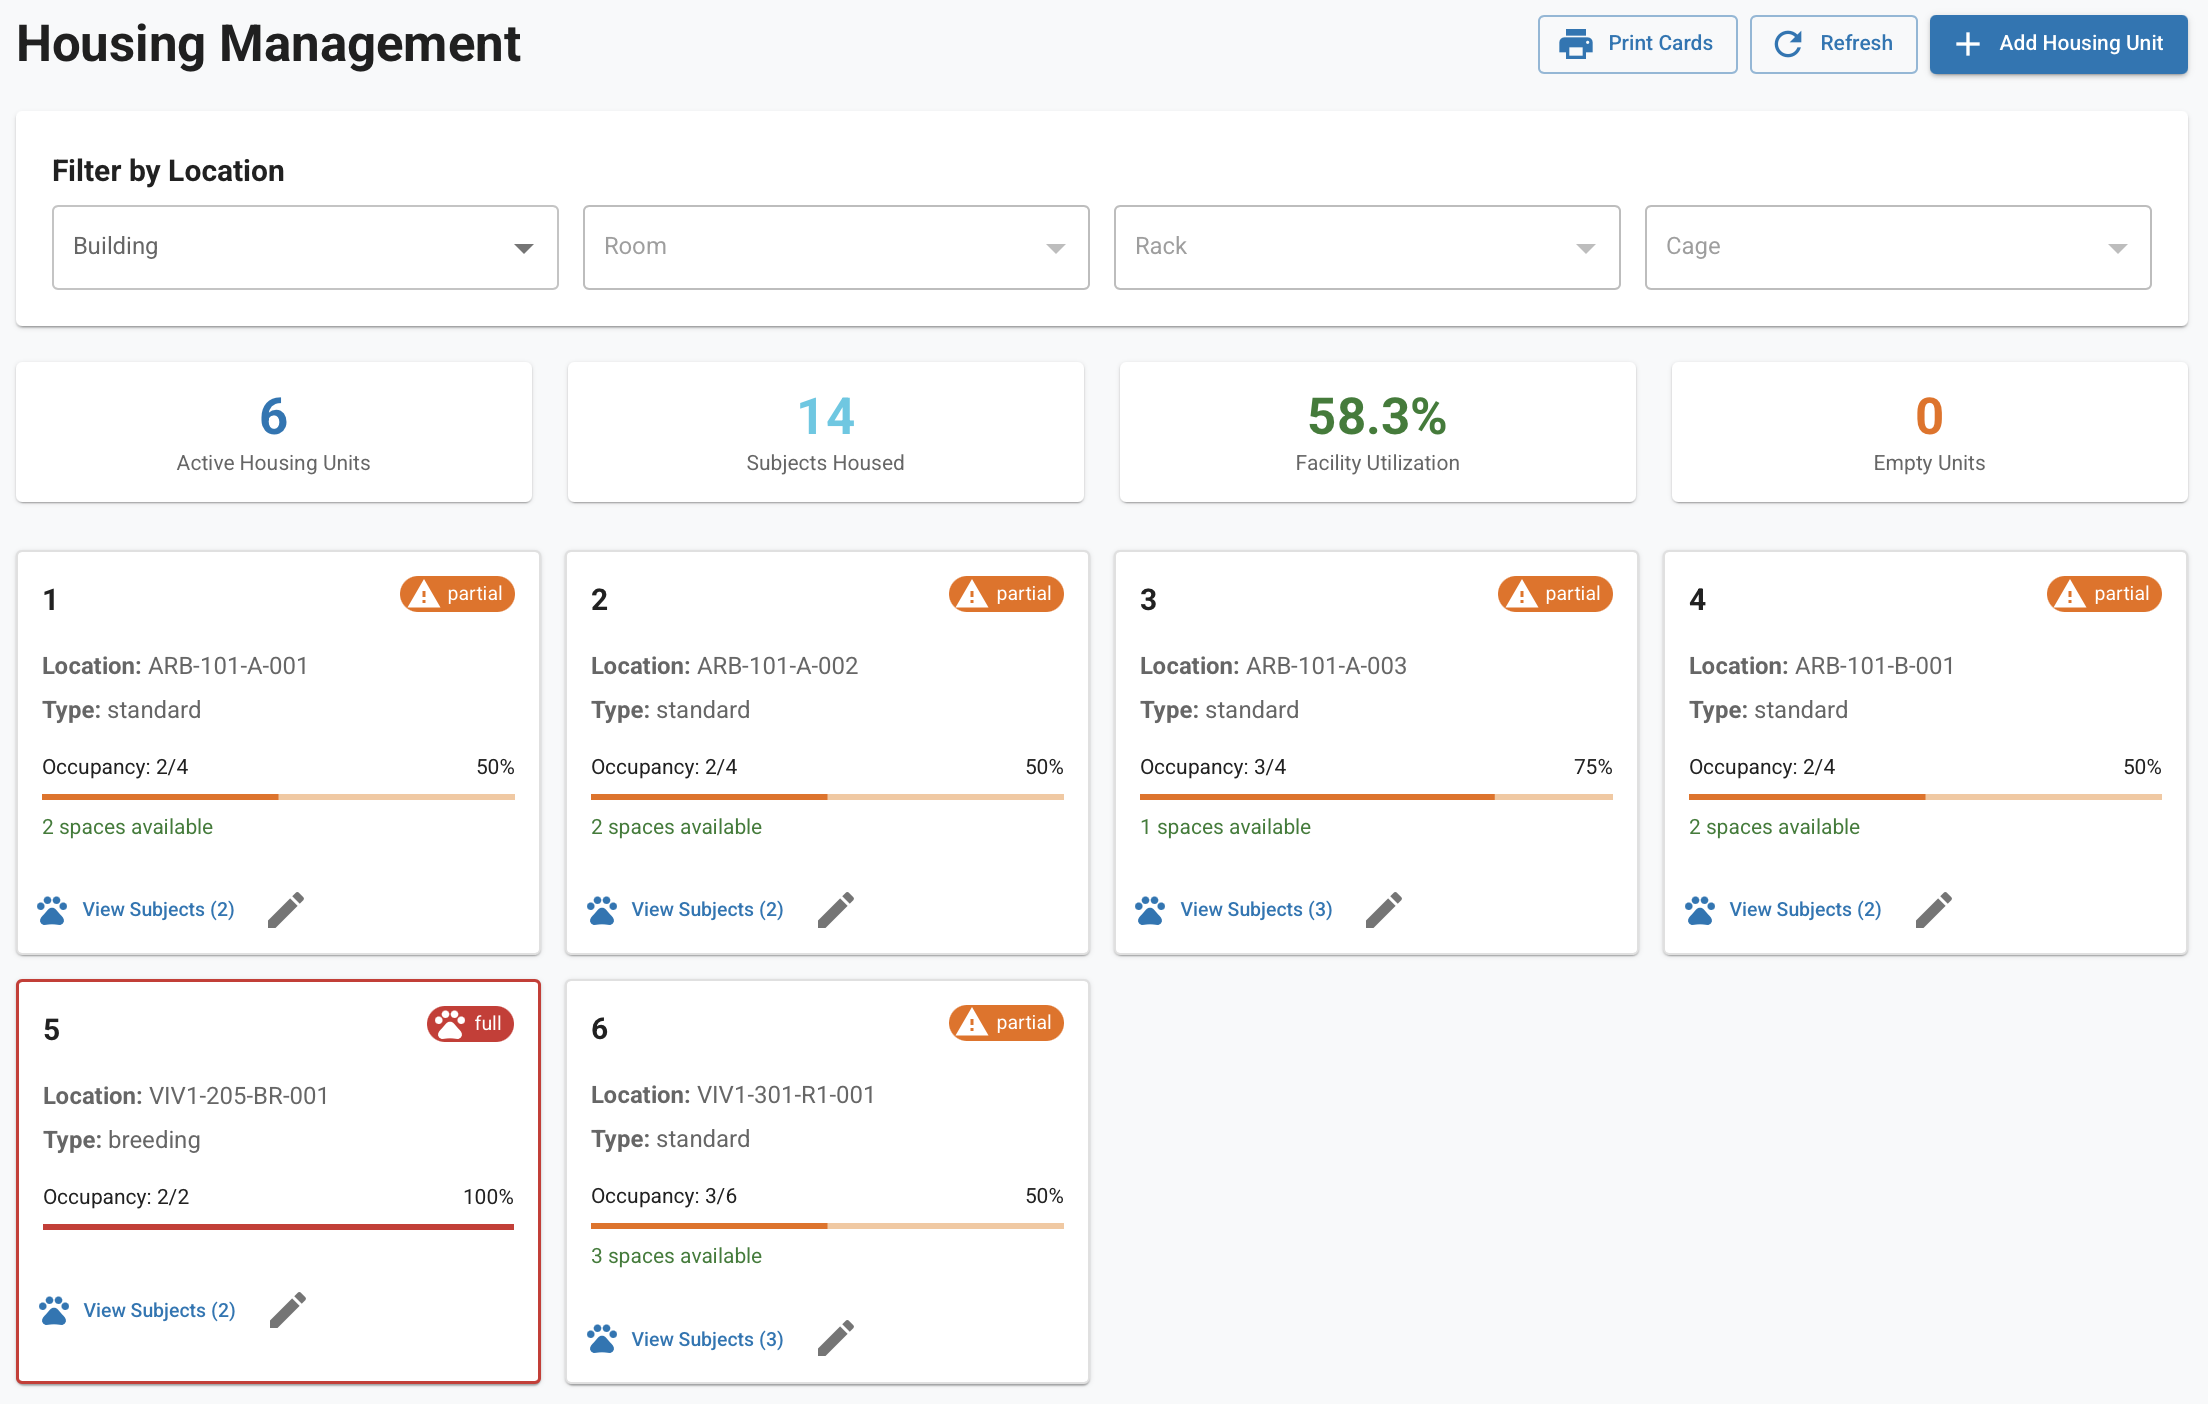 Housing Management
Print Cards
Refresh
Add Housing Unit
Filter by Location
Building
Room
Rack
Cage
6
Active Housing Units
14
Subjects Housed
58.3%
Facility Utilization
0
Empty Units
1
partial
Location: ARB-101-A-001
Type: standard
Occupancy: 2/4
50%
2 spaces available
View Subjects (2)
2
partial
Location: ARB-101-A-002
Type: standard
Occupancy: 2/4
50%
2 spaces available
View Subjects (2)
3
partial
Location: ARB-101-A-003
Type: standard
Occupancy: 3/4
75%
1 spaces available
View Subjects (3)
4
partial
Location: ARB-101-B-001
Type: standard
Occupancy: 2/4
50%
2 spaces available
View Subjects (2)
5
full
Location: VIV1-205-BR-001
Type: breeding
Occupancy: 2/2
100%
View Subjects (2)
6
partial
Location: VIV1-301-R1-001
Type: standard
Occupancy: 3/6
50%
3 spaces available
View Subjects (3)